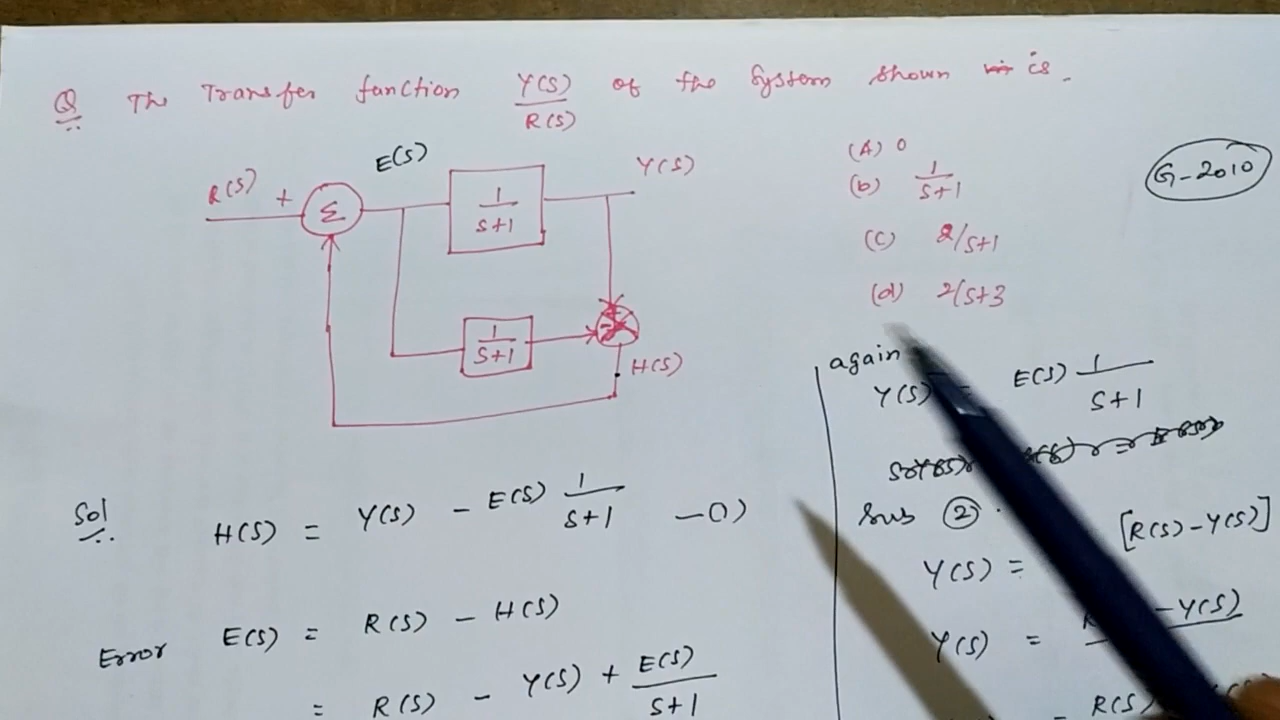 Q The Transfer function Y(S)/R(S) of the System shown is.
E(S)
R(S) +
Σ
1/s+1
Y(S)
(A) 0
(b) 1/s+1
(C) 2/s+1
(d) 2/s+3
G-2010
1/s+1
+
-
H(S)
Sol H(S) = Y(S) - E(S) 1/s+1 —(1)
Error E(S) = R(S) - H(S)
= R(S) - Y(S) + E(S)/s+1
again
Y(S) = E(S) 1/s+1
Sub ②
Y(S) = [R(S)-Y(S)]
Y(S) = -Y(S)
= R(S)